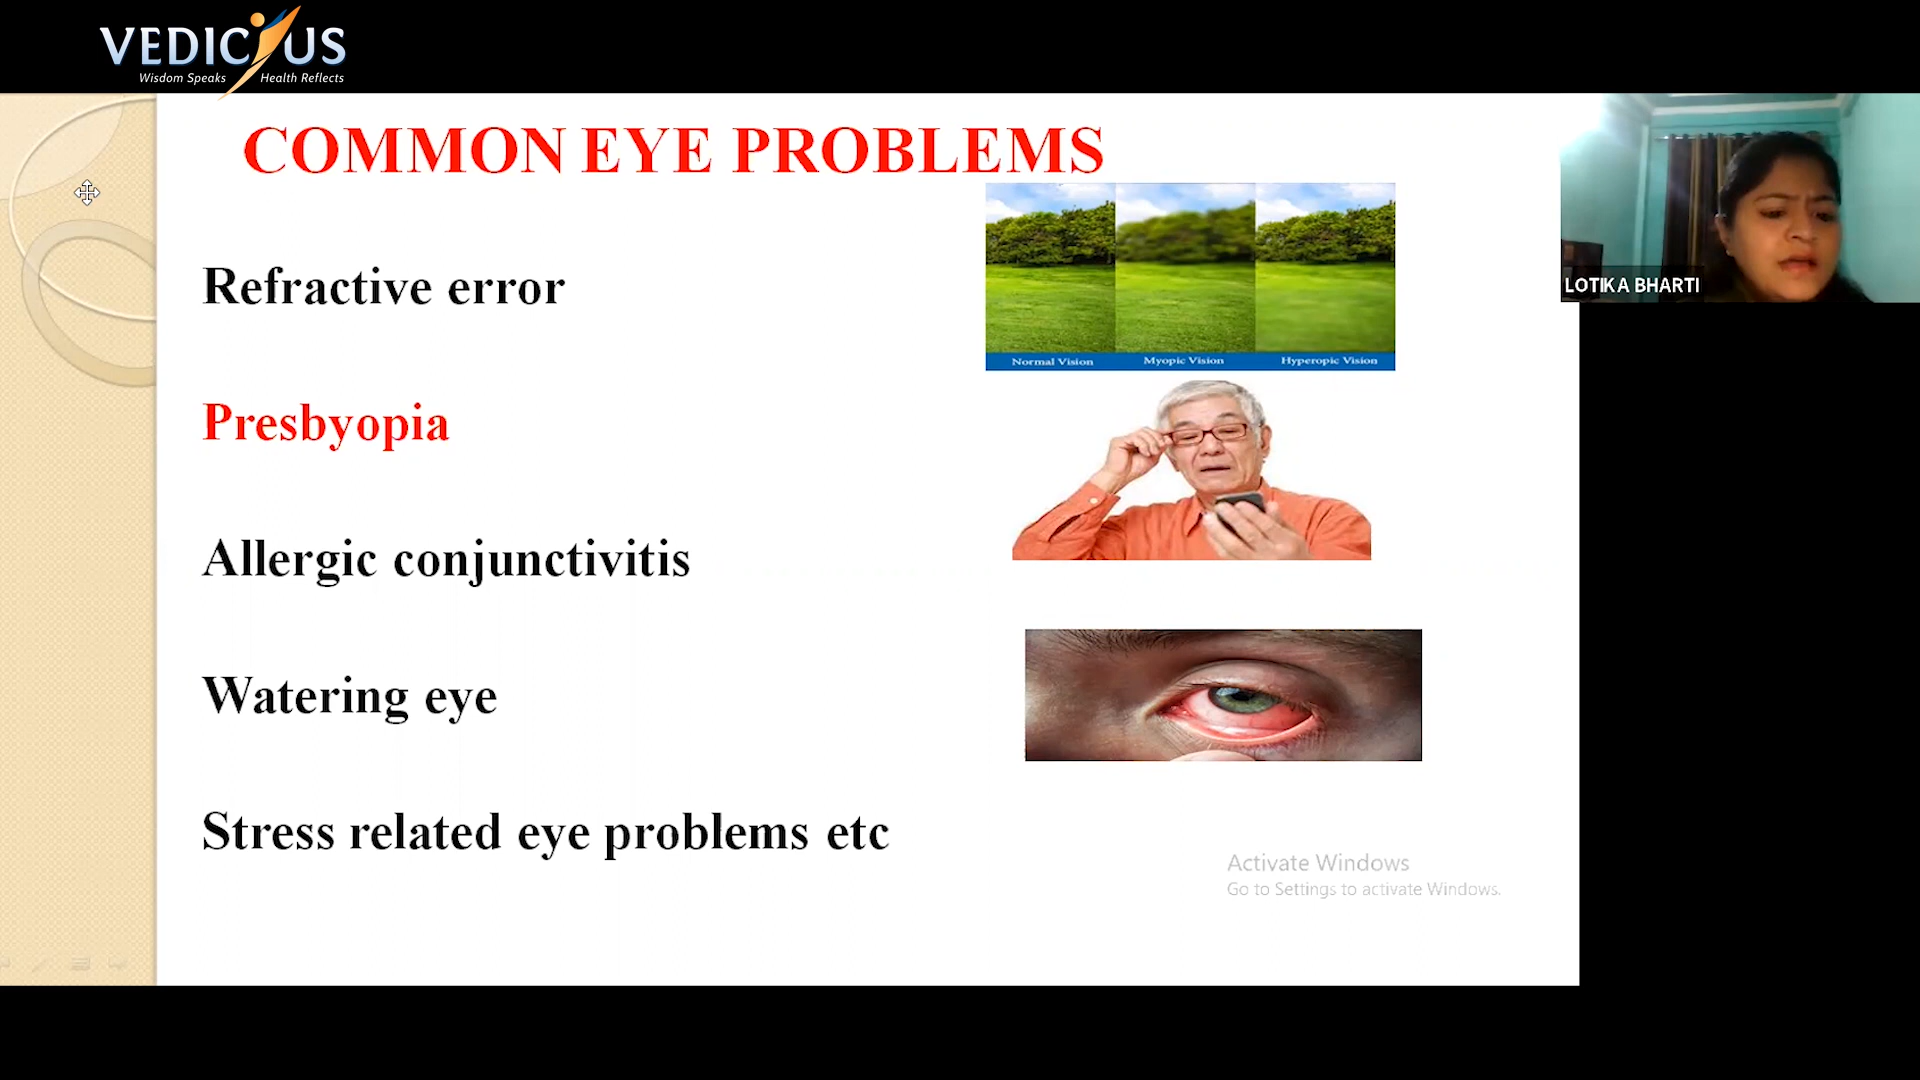 VEDICIUS
Wisdom Speaks Health Reflects
COMMON EYE PROBLEMS
Refractive error
Normal Vision Myopic Vision Hyperopic Vision
Presbyopia
Allergic conjunctivitis
Watering eye
Stress related eye problems etc
LOTIKA BHARTI
Activate Windows
Go to Settings to activate Windows.